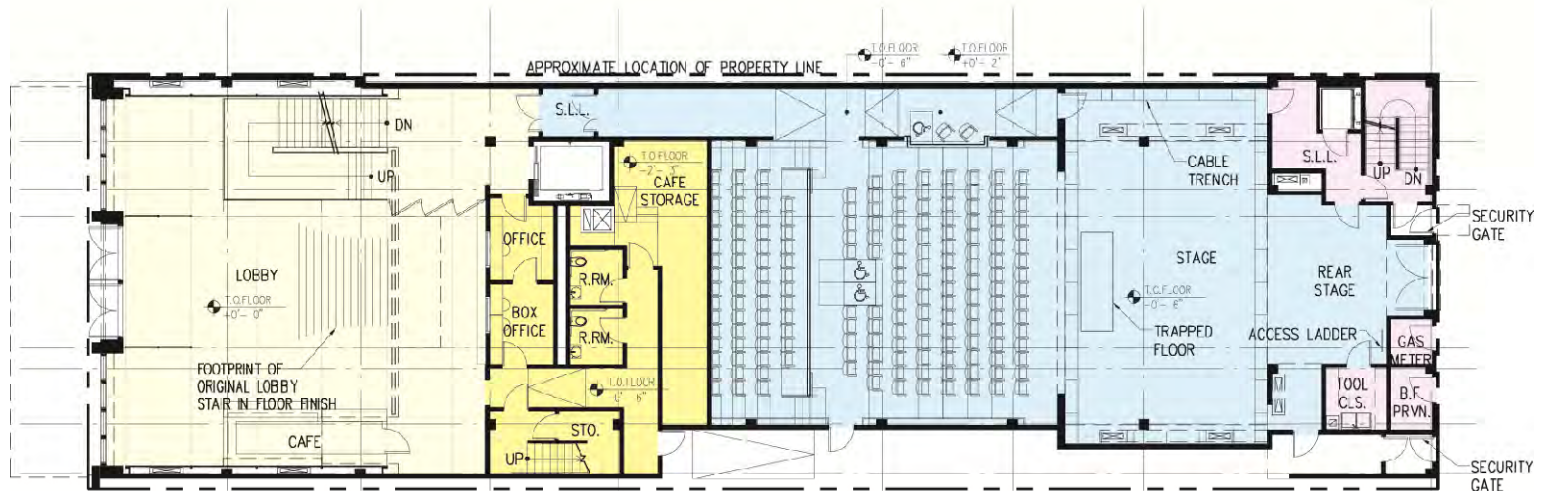 T.O.FLOOR
-0'- 6"
T.O.FLOOR
+0'- 2"
APPROXIMATE LOCATION OF PROPERTY LINE
S.L.L.
DN
UP
T.O.FLOOR
CAFE
STORAGE
CABLE
TRENCH
S.L.L.
UP
DN
SECURITY
GATE
OFFICE
LOBBY
T.O.FLOOR
+0'- 0"
R.RM.
BOX
OFFICE
R.RM.
STAGE
T.O.FLOOR
-0'- 6"
REAR
STAGE
TRAPPED
FLOOR
ACCESS LADDER
GAS
METER
FOOTPRINT OF
ORIGINAL LOBBY
STAIR IN FLOOR FINISH
T.O.FLOOR
TOOL
CLS.
B.F.
PRVN.
CAFE
STO.
UP
SECURITY
GATE